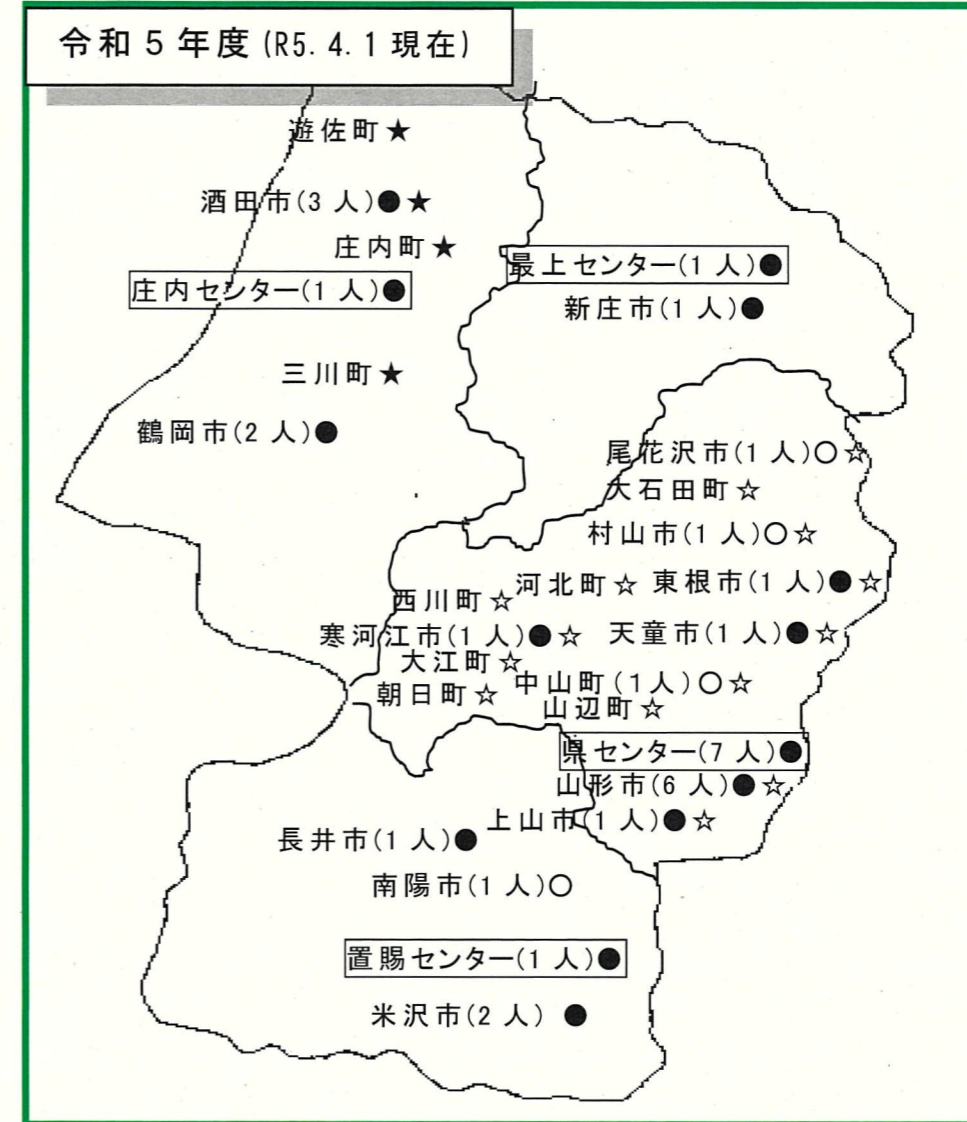 令和5年度(R5.4.1現在)
遊佐町★
酒田市(3人)●★
庄内町★
庄内センター(1人)●
最上センター(1人)●
新庄市(1人)●
三川町★
鶴岡市(2人)●
尾花沢市(1人)○☆
大石田町☆
村山市(1人)○☆
西川町☆
河北町☆
東根市(1人)●☆
寒河江市(1人)●☆
天童市(1人)●☆
大江町☆
朝日町☆
中山町(1人)○☆
山辺町☆
県センター(7人)●
山形市(6人)●☆
上山市(1人)●☆
長井市(1人)●
南陽市(1人)○
置賜センター(1人)●
米沢市(2人)●